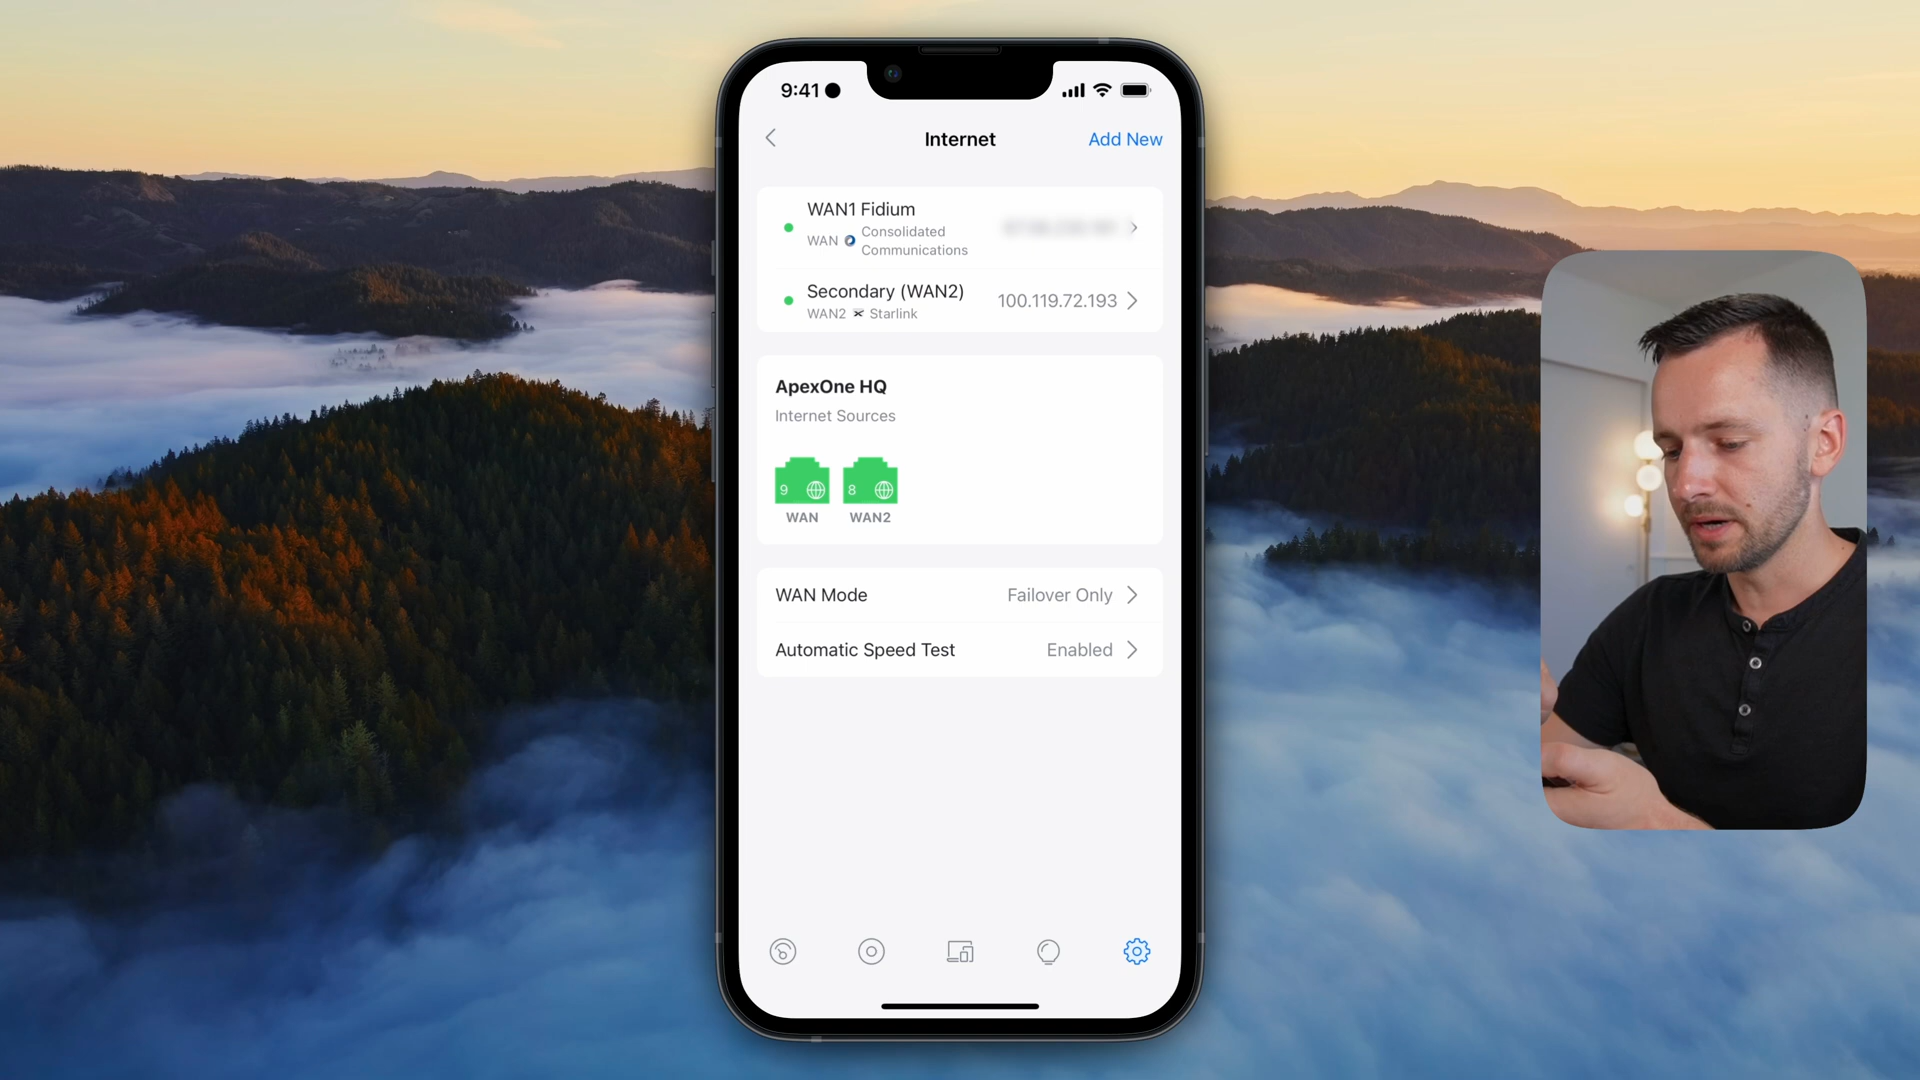 9:41
Internet
Add New
WAN1 Fidium
WAN Consolidated
Communications
Secondary (WAN2)
100.119.72.193
WAN2 Starlink
ApexOne HQ
Internet Sources
9
8
WAN
WAN2
WAN Mode
Failover Only
Automatic Speed Test
Enabled